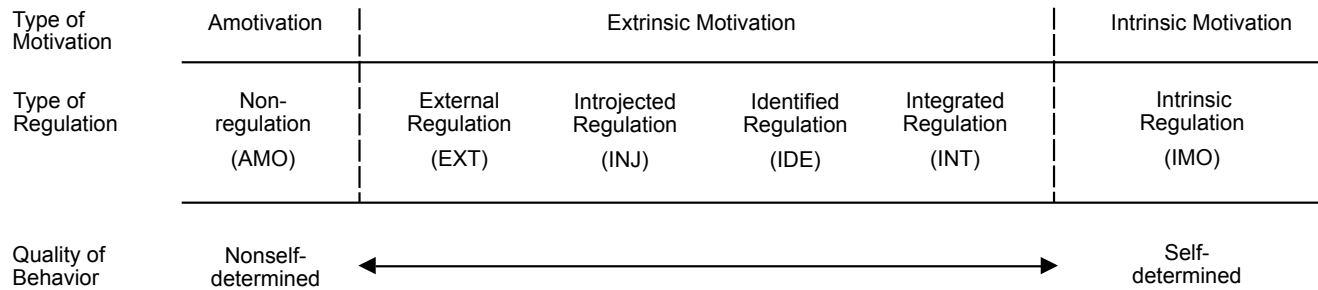 Type of
Motivation
Amotivation
Extrinsic Motivation
Intrinsic Motivation
Type of
Regulation
Non-
regulation
(AMO)
External
Regulation
(EXT)
Introjected
Regulation
(INJ)
Identified
Regulation
(IDE)
Integrated
Regulation
(INT)
Intrinsic
Regulation
(IMO)
Quality of
Behavior
Nonself-
determined
Self-
determined